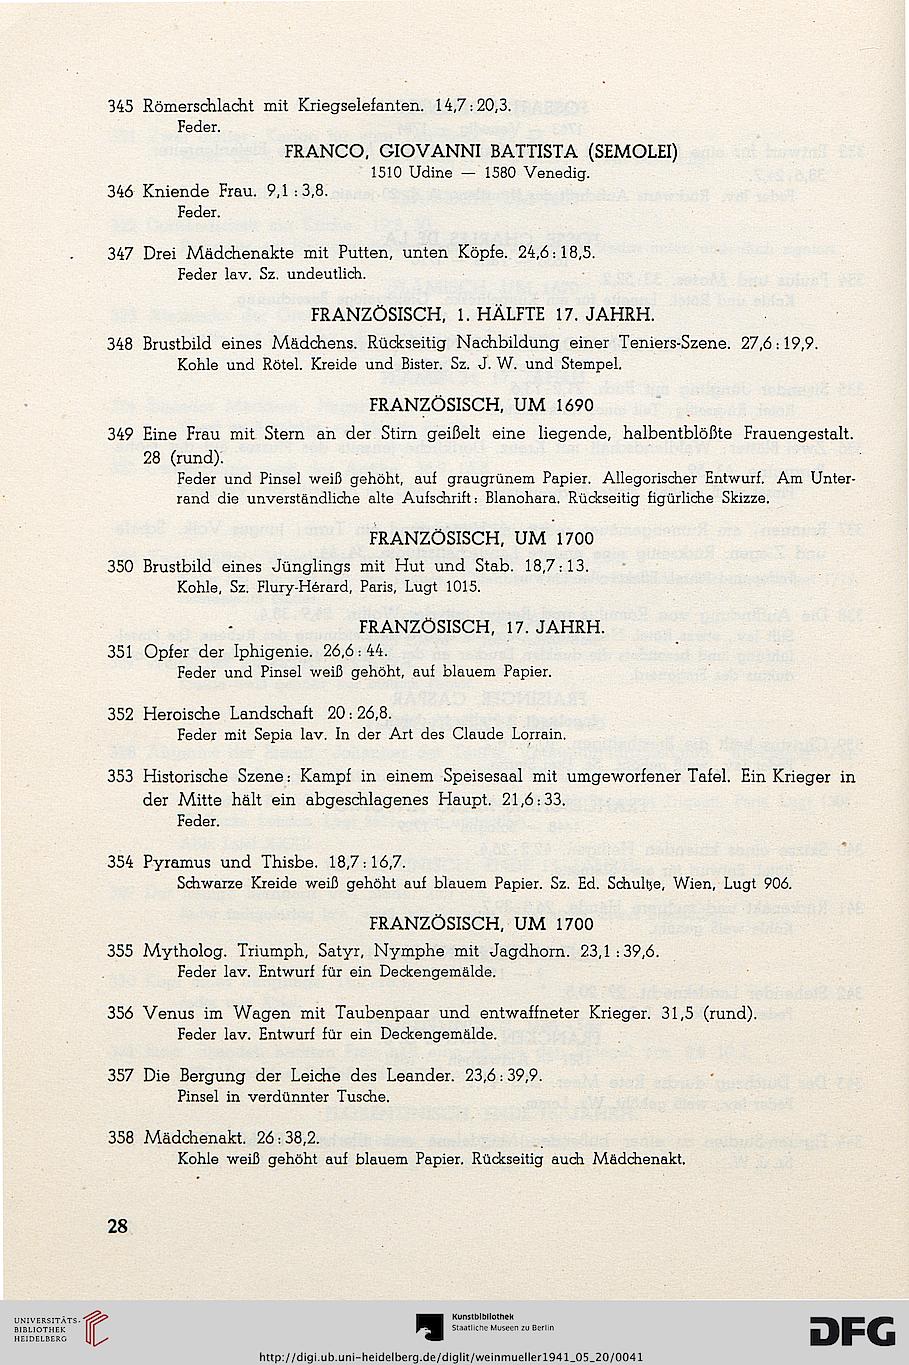 345 Römerschlacht mit Kriegselefanten. 14,7 : 20,3.
Feder.
FRANCO, GIOVANNI BATTISTA (SEMOLEI)
1510 Udine — 1580 Venedig.
346 Kniende Frau. 9,1 : 3,8.
Feder.
347 Drei Mädchenakte mit Putten, unten Köpfe. 24,6 : 18,5.
Feder lav. Sz. undeutlich.
FRANZÖSISCH, 1. HÄLFTE 17. JAHRH.
348 Brustbild eines Mädchens. Rückseitig Nachbildung einer Teniers-Szene. 27,6 : 19,9.
Kohle und Rötel. Kreide und Bister. Sz. J. W. und Stempel.
FRANZÖSISCH, UM 1690
349 Eine Frau mit Stern an der Stirn geißelt eine liegende, halbentblößte Frauengestalt.
28 (rund).
Feder und Pinsel weiß gehöht, auf graugrünem Papier. Allegorischer Entwurf. Am Unter-
rand die unverständliche alte Aufschrift: Blanohara. Rückseitig figürliche Skizze.
FRANZÖSISCH, UM 1700
350 Brustbild eines Jünglings mit Hut und Stab. 18,7 : 13.
Kohle, Sz. Flury-Hérard, Paris, Lugt 1015.
FRANZÖSISCH, 17. JAHRH.
351 Opfer der Iphigenie. 26,6 : 44.
Feder und Pinsel weiß gehöht, auf blauem Papier.
352 Heroische Landschaft 20 : 26,8.
Feder mit Sepia lav. In der Art des Claude Lorrain.
353 Historische Szene: Kampf in einem Speisesaal mit umgeworfener Tafel. Ein Krieger in
der Mitte hält ein abgeschlagenes Haupt. 21,6 : 33.
Feder.
354 Pyramus und Thisbe. 18,7 : 16,7.
Schwarze Kreide weiß gehöht auf blauem Papier. Sz. Ed. Schultze, Wien, Lugt 906.
FRANZÖSISCH, UM 1700
355 Mytholog. Triumph, Satyr, Nymphe mit Jagdhorn. 23,1 : 39,6.
Feder lav. Entwurf für ein Deckengemälde.
356 Venus im Wagen mit Taubenpaar und entwaffneter Krieger. 31,5 (rund).
Feder lav. Entwurf für ein Deckengemälde.
357 Die Bergung der Leiche des Leander. 23,6 : 39,9.
Pinsel in verdünnter Tusche.
358 Mädchenakt. 26 : 38,2.
Kohle weiß gehöht auf blauem Papier. Rückseitig auch Mädchenakt.
28
UNIVERSITÄTS-
BIBLIOTHEK
HEIDELBERG
Kunstbibliothek
Staatliche Museen zu Berlin
DFG
http://digi.ub.uni-heidelberg.de/diglit/weinmueller1941_05_20/0041